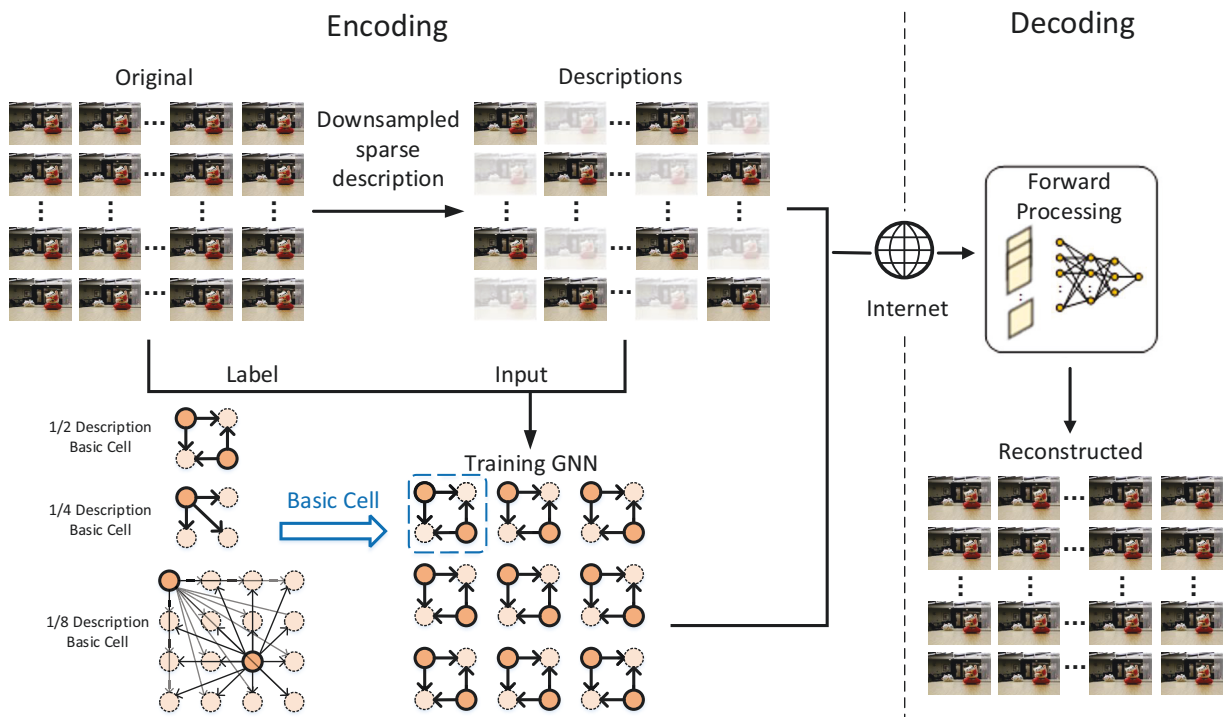 Encoding
Decoding
Original
Descriptions
Downsampled
sparse
description
Forward
Processing
Internet
Label
Input
1/2 Description
Basic Cell
Training GNN
Reconstructed
1/4 Description
Basic Cell
Basic Cell
1/8 Description
Basic Cell